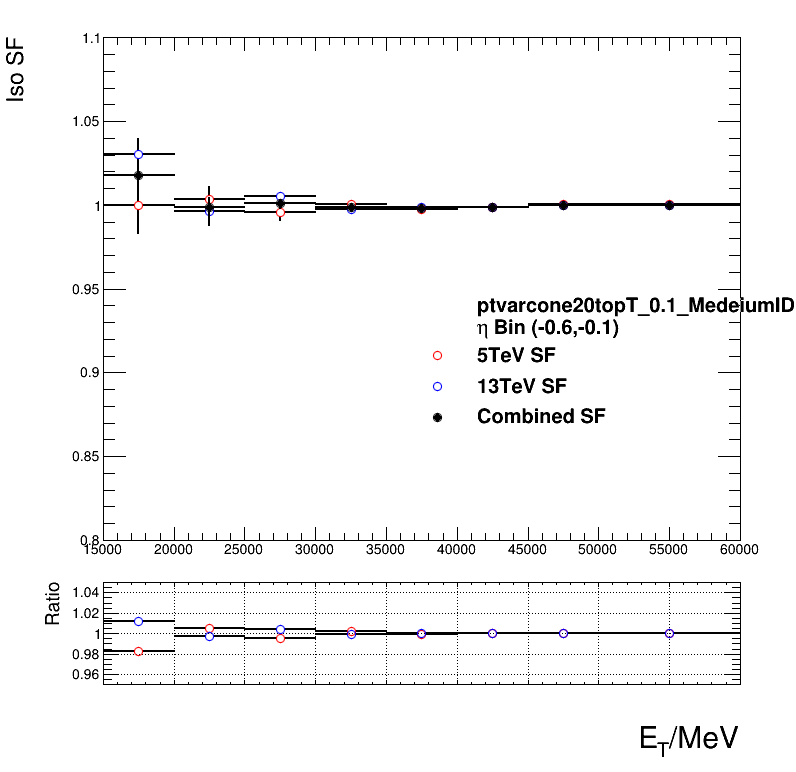 Iso SF
1.1
1.05
1
0.95
0.9
0.85
0.8
ptvarcone20topT_0.1_MedeiumID
η Bin (-0.6,-0.1)
5TeV SF
13TeV SF
Combined SF
15000 20000 25000 30000 35000 40000 45000 50000 55000 60000
Ratio
1.04
1.02
1
0.98
0.96
E_T/MeV